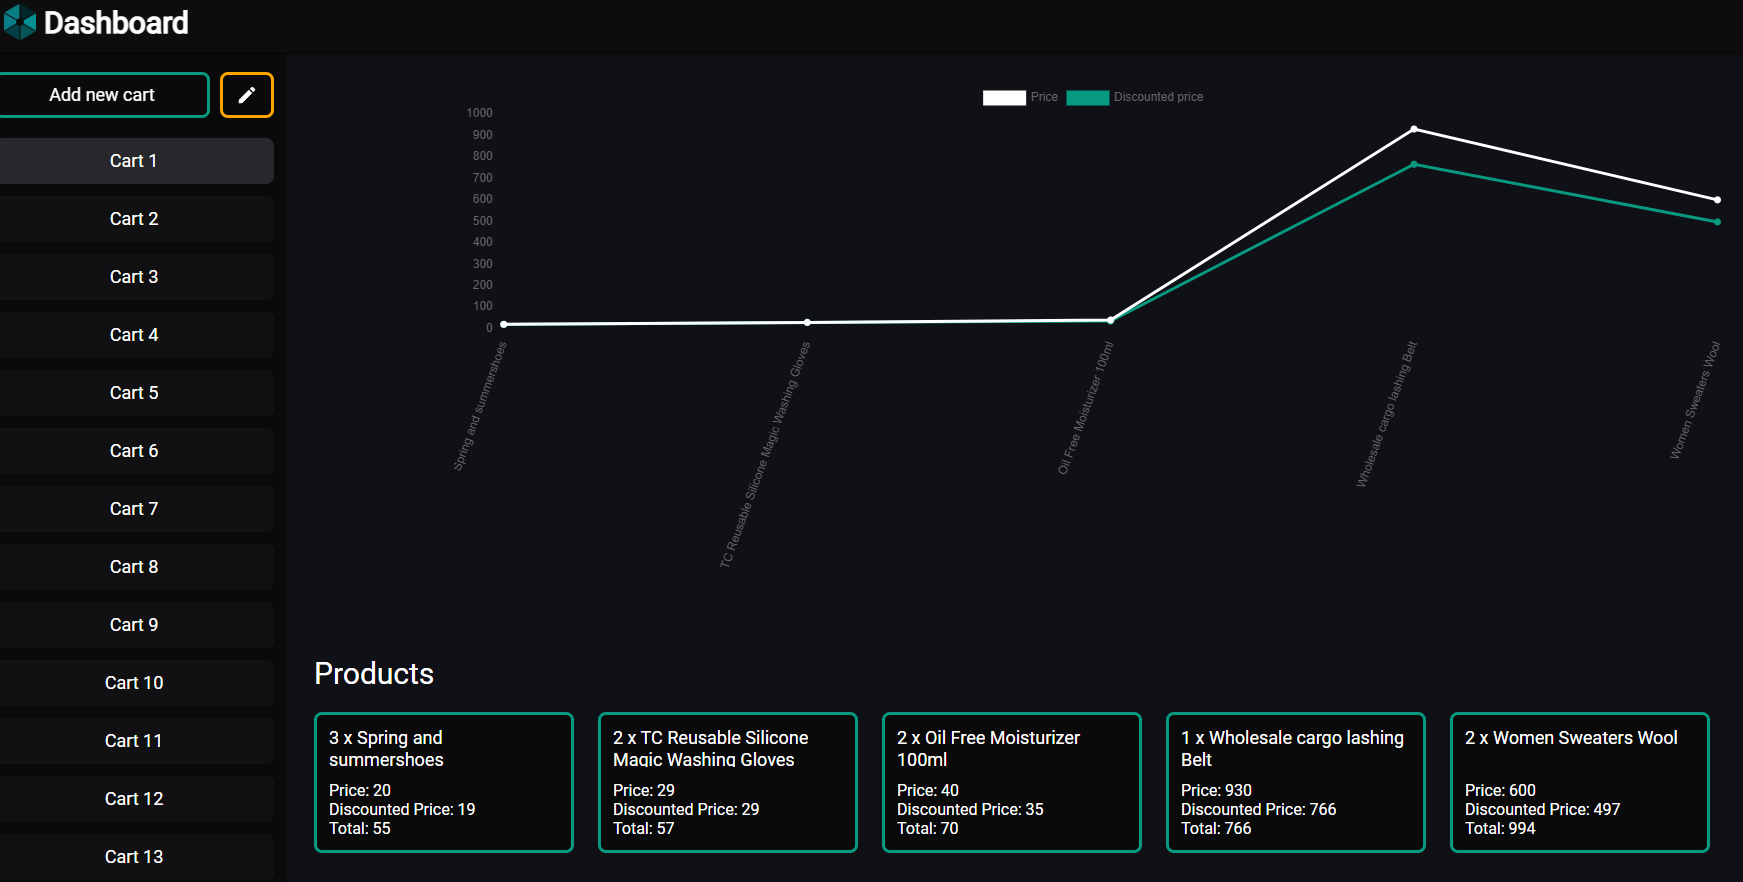 Dashboard
Add new cart
Cart 1
Cart 2
Cart 3
Cart 4
Cart 5
Cart 6
Cart 7
Cart 8
Cart 9
Cart 10
Cart 11
Cart 12
Cart 13
Price Discounted price
1000
900
800
700
600
500
400
300
200
100
0
Spring and summershoes
TC Reusable Silicone Magic Washing Gloves
Oil Free Moisturizer 100ml
Wholesale cargo lashing Belt
Women Sweaters Wool
Products
3 x Spring and
summershoes
Price: 20
Discounted Price: 19
Total: 55
2 x TC Reusable Silicone
Magic Washing Gloves
Price: 29
Discounted Price: 29
Total: 57
2 x Oil Free Moisturizer
100ml
Price: 40
Discounted Price: 35
Total: 70
1 x Wholesale cargo lashing
Belt
Price: 930
Discounted Price: 766
Total: 766
2 x Women Sweaters Wool
Price: 600
Discounted Price: 497
Total: 994